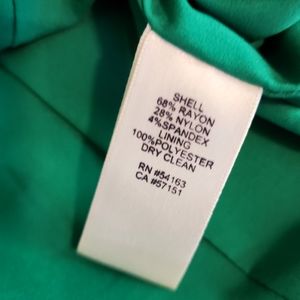 SHELL
68% RAYON
28% NYLON
4%SPANDEX
LINING
100%POLYESTER
DRY CLEAN
RN #54163
CA #57151